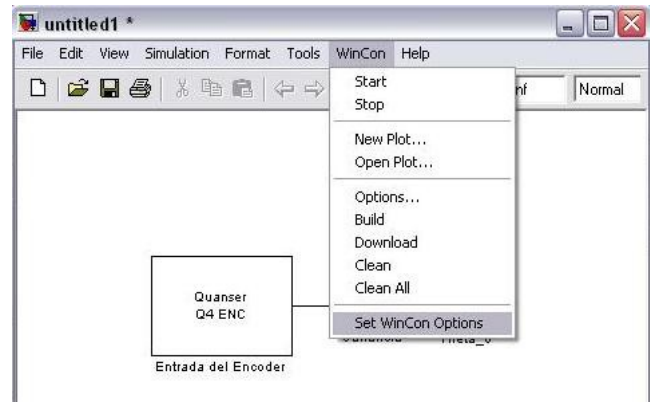 untitled1 *
File Edit View Simulation Format Tools WinCon Help
Normal
Start
Stop
New Plot...
Open Plot...
Options...
Build
Download
Clean
Clean All
Set WinCon Options
Quanser
Q4 ENC
Entrada del Encoder